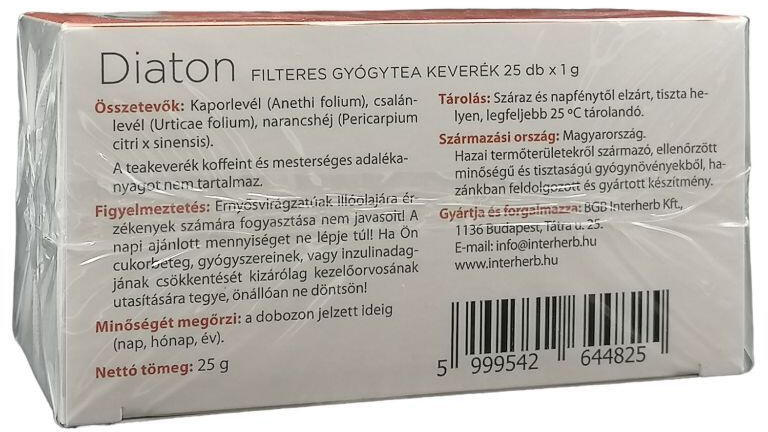 Diaton FILTERES GYÓGYTEA KEVERÉK 25 db x 1 g
Összetevők: Kaporlevél (Anethi folium), csalán-
levél (Urticae folium), narancshéj (Pericarpium
citri x sinensis).
A teakeverék koffeint és mesterséges adaléka-
nyagot nem tartalmaz.
Figyelmeztetés: Ernyősvirágzatúak illóolajára ér-
zékenyek számára fogyasztása nem javasolt! A
napi ajánlott mennyiséget ne lépje túl! Ha Ön
cukorbeteg, gyógyszereinek, vagy inzulinadag-
jának csökkentését kizárólag kezelőorvosának
utasítására tegye, önállóan ne döntsön!
Minőségét megőrzi: a dobozon jelzett ideig
(nap, hónap, év).
Nettó tömeg: 25 g
Tárolás: Száraz és napfénytől elzárt, tiszta he-
lyen, legfeljebb 25 ºC tárolandó.
Származási ország: Magyarország.
Hazai termőterületekről származó, ellenőrzött
minőségű és tisztaságú gyógynövényekből, ha-
zánkban feldolgozott és gyártott készítmény.
Gyártja és forgalmazza: BGB Interherb Kft.,
1136 Budapest, Tátra u. 25.
E-mail: info@interherb.hu
www.interherb.hu
5 999542 644825